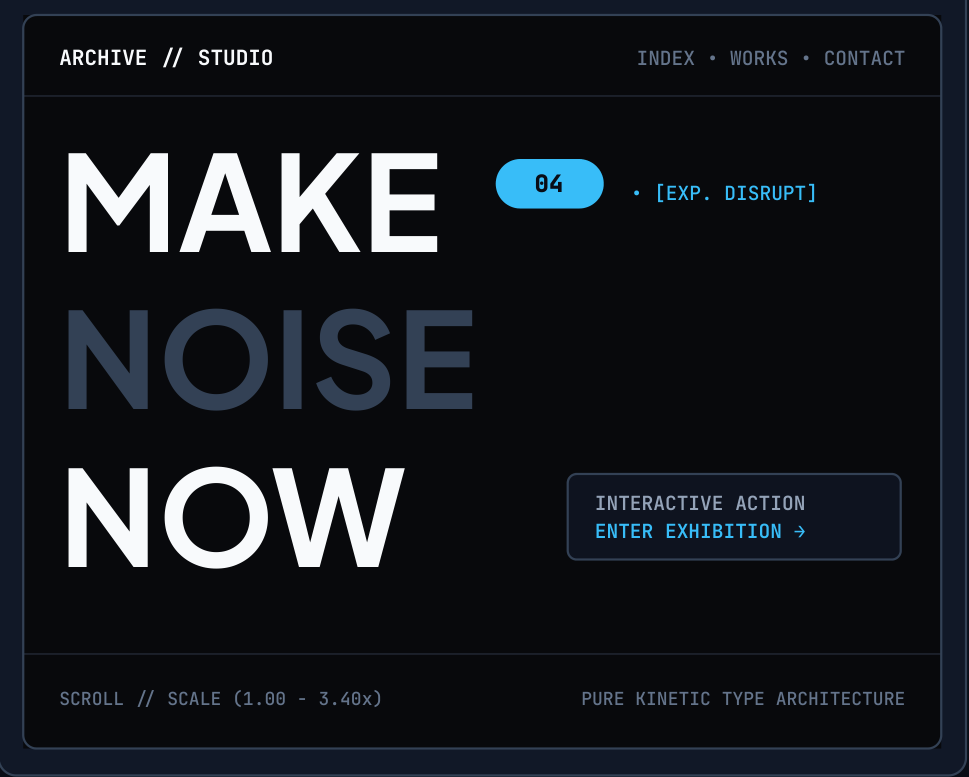 ARCHIVE // STUDIO
INDEX • WORKS • CONTACT
MAKE
04
• [EXP. DISRUPT]
NOISE
NOW
INTERACTIVE ACTION
ENTER EXHIBITION →
SCROLL // SCALE (1.00 - 3.40x)
PURE KINETIC TYPE ARCHITECTURE